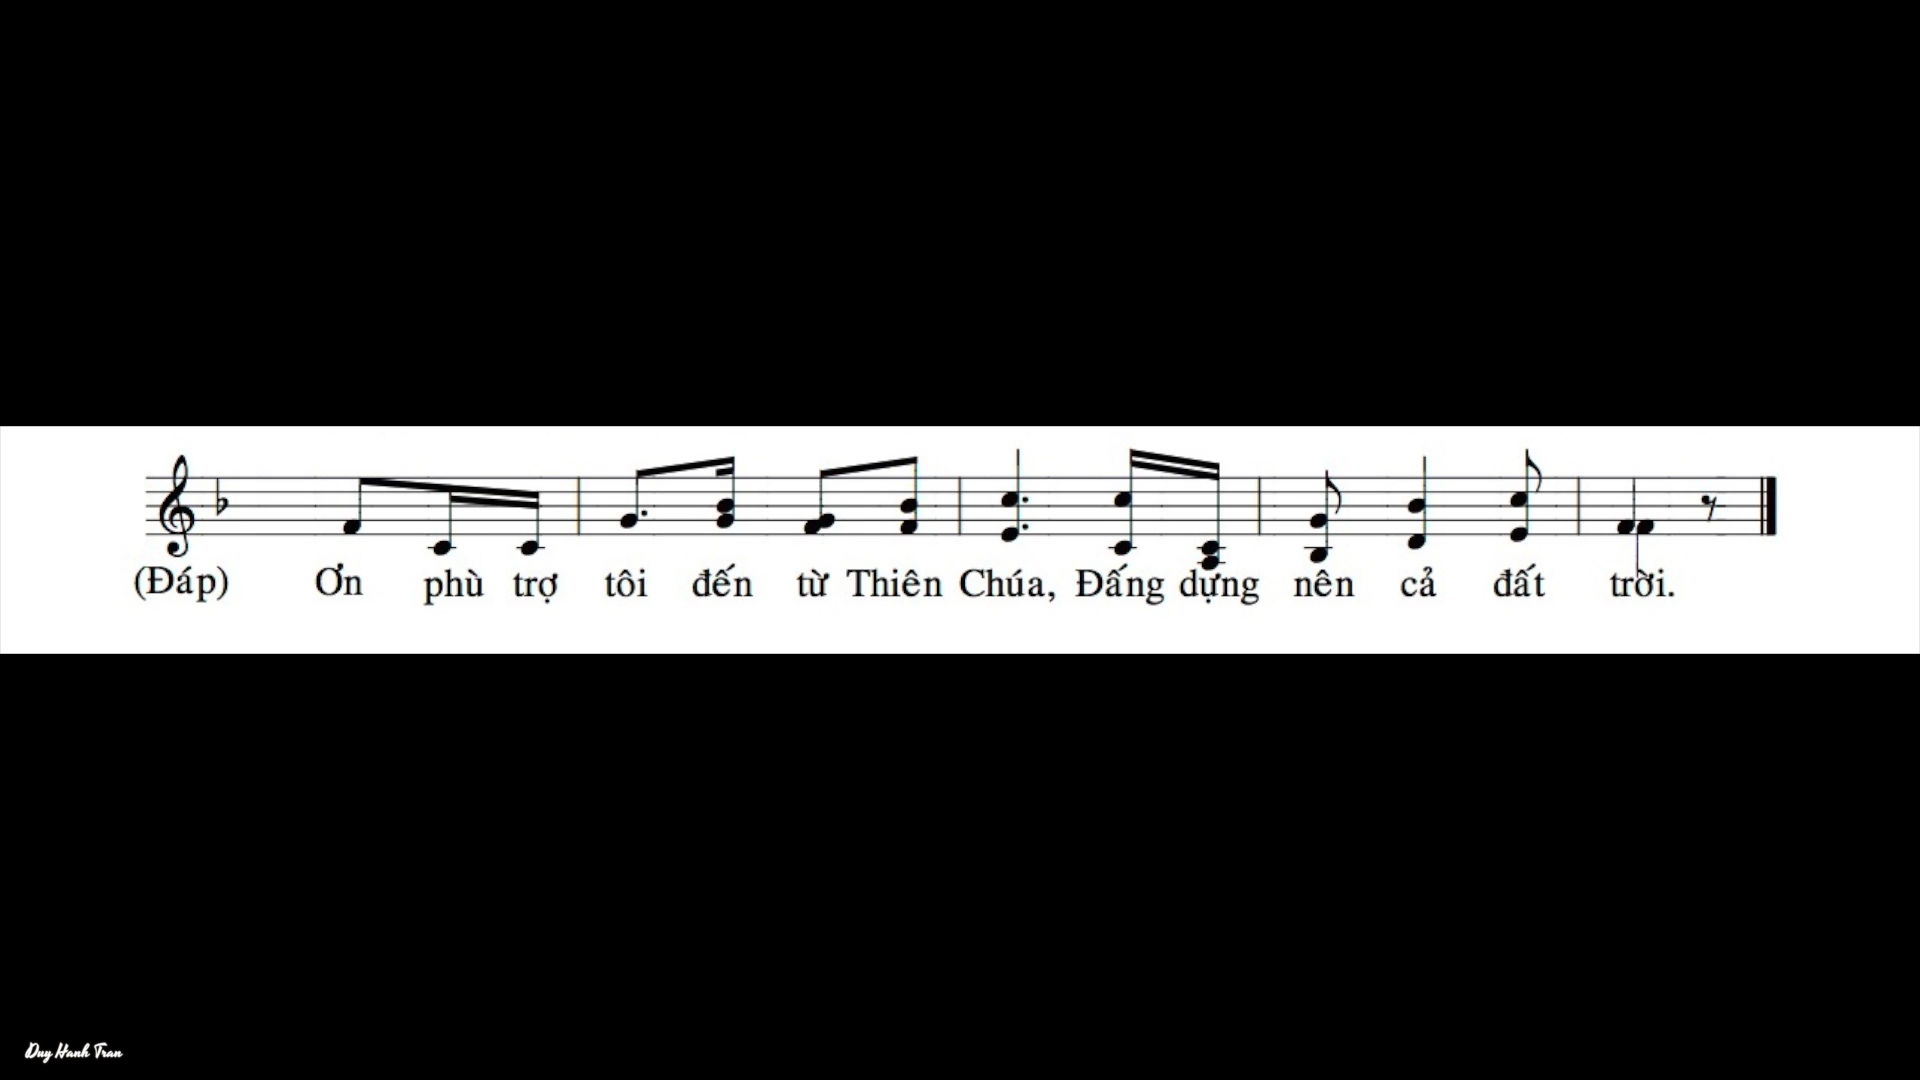 (Đáp) Ơn phù trợ tôi đến từ Thiên Chúa, Đấng dựng nên cả đất trời.
Duy Hanh Tran